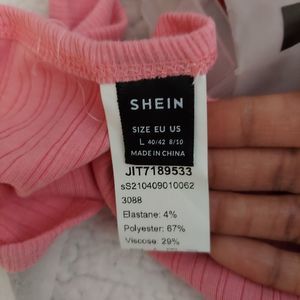 SHEIN
SIZE EU US
L 40/42 8/10
MADE IN CHINA
JIT7189533
sS210409010062
3088
Elastane: 4%
Polyester: 67%
Viscose: 29%